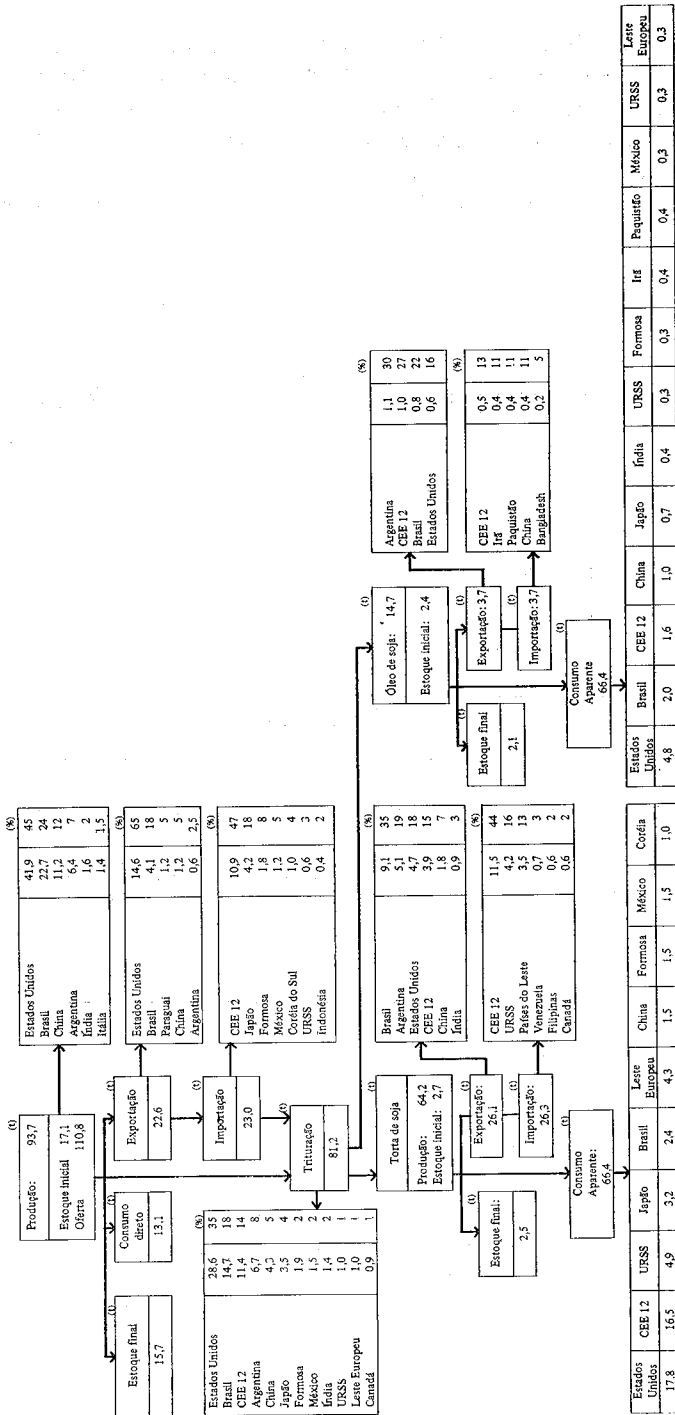 (t)
Produção: 93,7
Estoque inicial 17,1
Oferta 110,8
(%)
Estados Unidos 41,9 45
Brasil 22,7 24
China 11,2 12
Argentina 6,4 7
Índia : 1,6 2
Itália 1,4 1,5
(t)
Estoque final
15,7
(t)
Consumo
direto
13,1
(t)
Exportação
22,6
(%)
Estados Unidos 14,6 65
Brasil 4,1 18
Paraguai 1,2 5
China 1,2 5
Argentina 0,6 2,5
(t)
Importação
23,0
(%)
CEE 12 10,9 47
Japão 4,2 18
Formosa 1,8 8
México 1,2 5
Coréia do Sul 1,0 4
URSS 0,6 3
Indonésia 0,4 2
(t)
Trituração
81,2
(%)
Estados Unidos 28,6 35
Brasil 14,7 18
CEE 12 11,4 14
Argentina 6,7 8
China 4,3 5
Japão 3,5 4
Formosa 1,9 2
México 1,5 2
Índia 1,4 2
URSS 1,0 1
Leste Europeu 1,0 1
Canadá 0,9 1
(t)
Torta de soja
Produção: 64,2
Estoque inicial: 2,7
(t)
Estoque final:
2,5
(t)
Exportação:
26,1
(%)
Brasil 9,1 35
Argentina 5,1 19
Estados Unidos 4,7 18
CEE 12 3,9 15
China 1,8 7
Índia 0,9 3
(t)
Importação:
26,3
(%)
CEE 12 11,5 44
URSS 4,2 16
Países do Leste 3,5 13
Venezuela 0,7 3
Filipinas 0,6 2
Canadá 0,6 2
(t)
Consumo
Aparente:
66,4
Estados Unidos CEE 12 URSS Japão Brasil Leste Europeu China Formosa México Coréia
17,8 16,5 4,9 3,2 2,4 4,3 1,5 1,5 1,5 1,0
(t)
Óleo de soja: 14,7
Estoque inicial: 2,4
(t)
Estoque final
2,1
(t)
Exportação: 3,7
(%)
Argentina 1,1 30
CEE 12 1,0 27
Brasil 0,8 22
Estados Unidos 0,6 16
(t)
Importação: 3,7
(%)
CEE 12 0,5 13
Irã 0,4 11
Paquistão 0,4 11
China 0,4 11
Bangladesh 0,2 5
(t)
Consumo
Aparente
66,4
Estados Unidos Brasil CEE 12 China Japão Índia URSS Formosa Irã Paquistão México URSS Leste Europeu
4,8 2,0 1,6 1,0 0,7 0,4 0,3 0,3 0,4 0,4 0,3 0,3 0,3